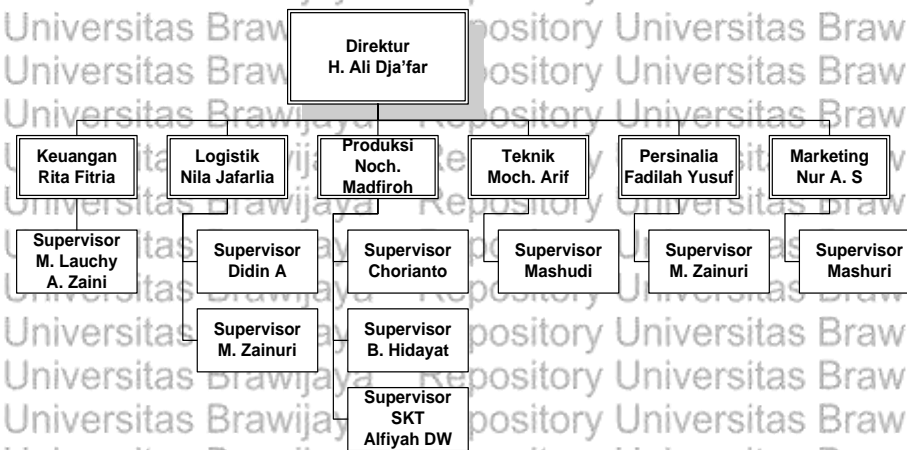 Direktur
H. Ali Dja'far
Keuangan
Rita Fitria
Logistik
Nila Jafarlia
Produksi
Noch.
Madfiroh
Teknik
Moch. Arif
Persinalia
Fadilah Yusuf
Marketing
Nur A. S
Supervisor
M. Lauchy
A. Zaini
Supervisor
Didin A
Supervisor
Chorianto
Supervisor
Mashudi
Supervisor
M. Zainuri
Supervisor
Mashuri
Supervisor
M. Zainuri
Supervisor
B. Hidayat
Supervisor
SKT
Alfiyah DW